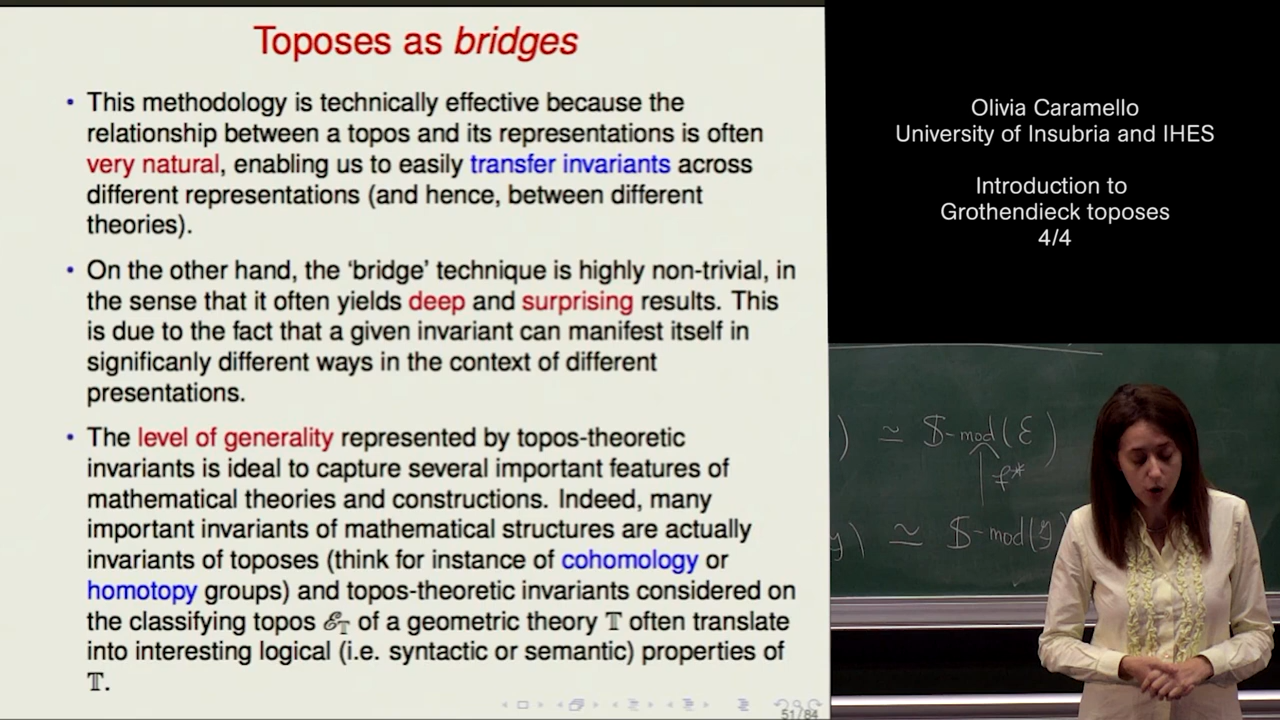 Toposes as bridges
• This methodology is technically effective because the
relationship between a topos and its representations is often
very natural, enabling us to easily transfer invariants across
different representations (and hence, between different
theories).
• On the other hand, the ‘bridge’ technique is highly non-trivial, in
the sense that it often yields deep and surprising results. This
is due to the fact that a given invariant can manifest itself in
significanly different ways in the context of different
presentations.
• The level of generality represented by topos-theoretic
invariants is ideal to capture several important features of
mathematical theories and constructions. Indeed, many
important invariants of mathematical structures are actually
invariants of toposes (think for instance of cohomology or
homotopy groups) and topos-theoretic invariants considered on
the classifying topos ℰ_𝕋 of a geometric theory 𝕋 often translate
into interesting logical (i.e. syntactic or semantic) properties of
𝕋.
51/84
Olivia Caramello
University of Insubria and IHES
Introduction to
Grothendieck toposes
4/4
) ≃ 𝕊-mod(ℰ)
f*
) ≃ 𝕊-mod(